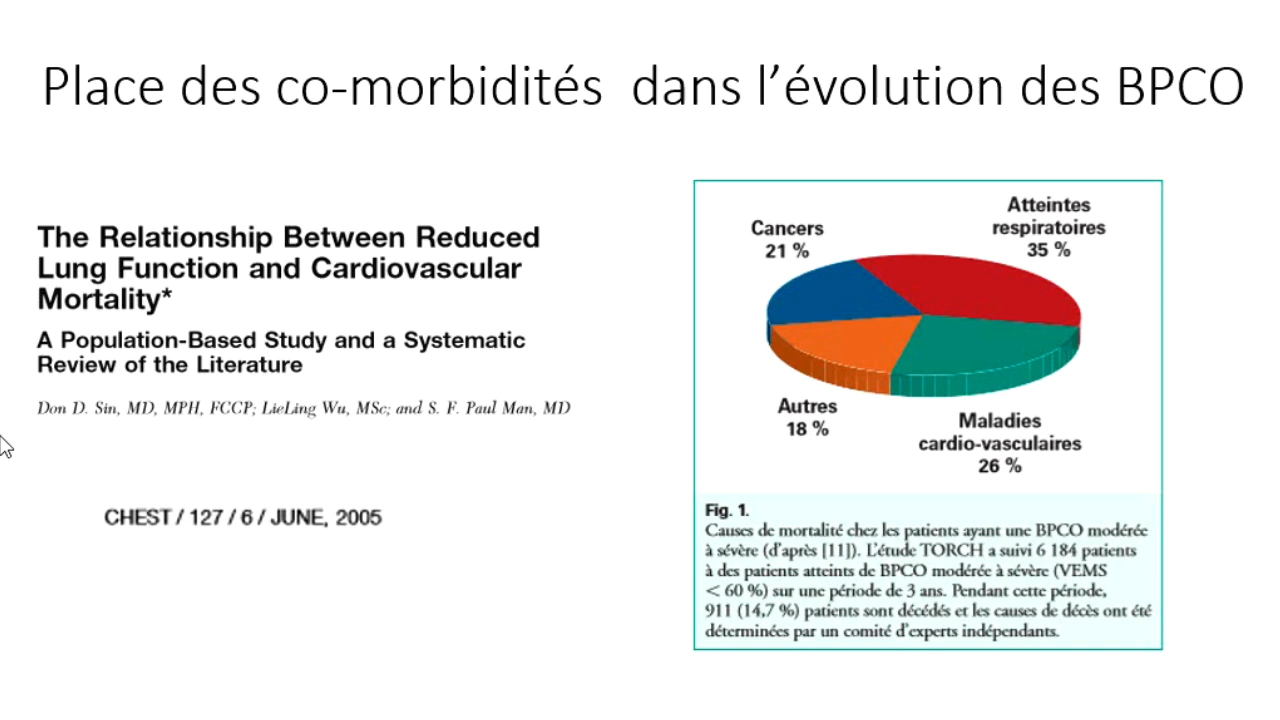 Place des co-morbidités dans l’évolution des BPCO
The Relationship Between Reduced
Lung Function and Cardiovascular
Mortality*
A Population-Based Study and a Systematic
Review of the Literature
Don D. Sin, MD, MPH, FCCP; LieLing Wu, MSc; and S. F. Paul Man, MD
CHEST / 127 / 6 / JUNE, 2005
Atteintes
respiratoires
35 %
Cancers
21 %
Autres
18 %
Maladies
cardio-vasculaires
26 %
Fig. 1.
Causes de mortalité chez les patients ayant une BPCO modérée
à sévère (d’après [11]). L’étude TORCH a suivi 6 184 patients
à des patients atteints de BPCO modérée à sévère (VEMS
< 60 %) sur une période de 3 ans. Pendant cette période,
911 (14,7 %) patients sont décédés et les causes de décès ont été
déterminées par un comité d’experts indépendants.